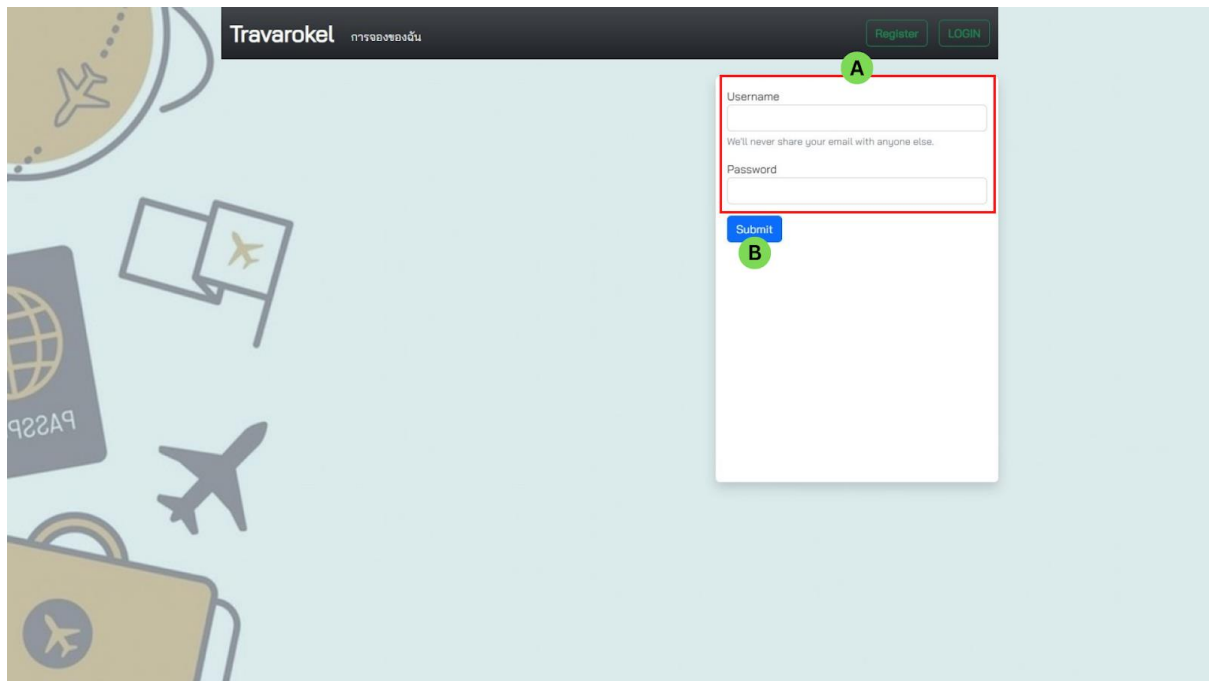 Travarokel การจองของฉัน Register LOGIN
A
Username
We'll never share your email with anyone else.
Password
Submit
B
PASSP